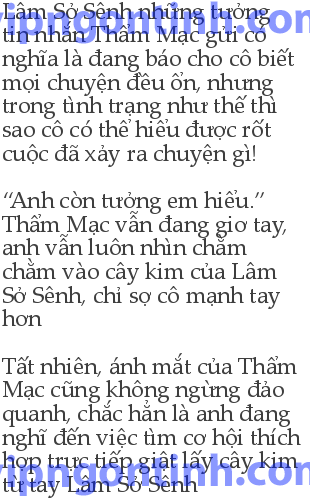 Lâm Sở Sênh những tưởng
tin nhắn Thẩm Mạc gửi có
nghĩa là đang báo cho cô biết
mọi chuyện đều ổn, nhưng
trong tình trạng như thế thì
sao cô có thể hiểu được rốt
cuộc đã xảy ra chuyện gì!
“Anh còn tưởng em hiểu.”
Thẩm Mạc vẫn đang giơ tay,
anh vẫn luôn nhìn chằm
chằm vào cây kim của Lâm
Sở Sênh, chỉ sợ cô mạnh tay
hơn
Tất nhiên, ánh mắt của Thẩm
Mạc cũng không ngừng đảo
quanh, chắc hẳn là anh đang
nghĩ đến việc tìm cơ hội thích
hợp trực tiếp giật lấy cây kim
từ tay Lâm Sở Sênh
vipngontinh.com
vipngontinh.com